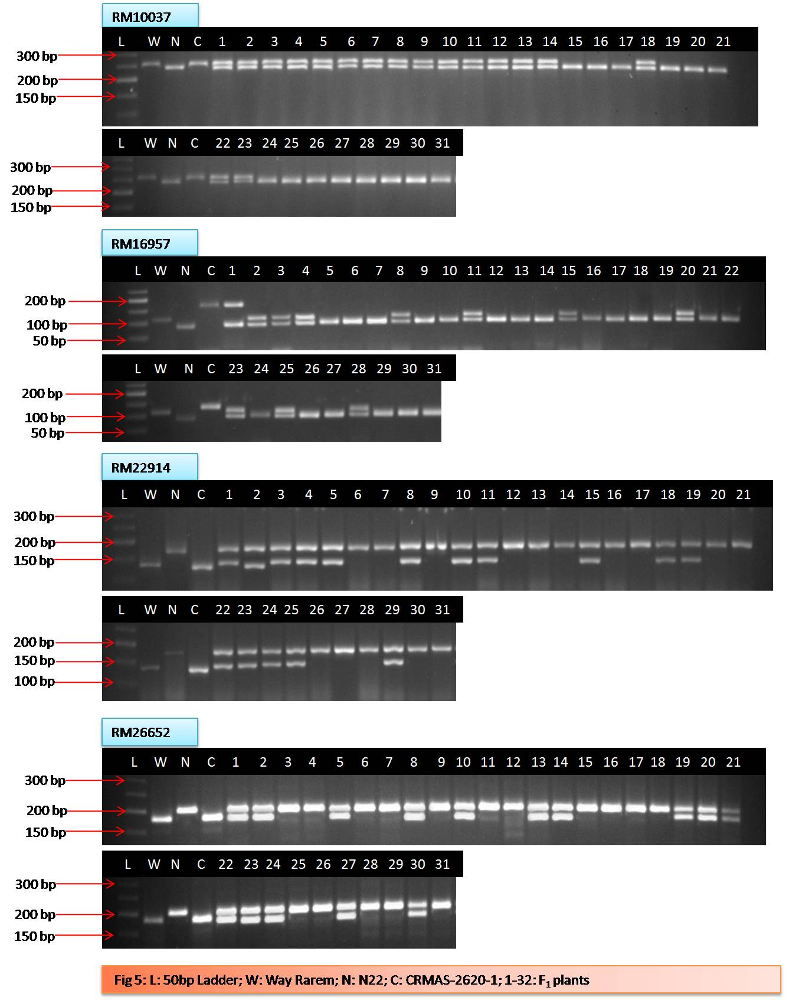 RM10037
L W N C 1 2 3 4 5 6 7 8 9 10 11 12 13 14 15 16 17 18 19 20 21
300 bp
200 bp
150 bp
L W N C 22 23 24 25 26 27 28 29 30 31
300 bp
200 bp
150 bp
RM16957
L W N C 1 2 3 4 5 6 7 8 9 10 11 12 13 14 15 16 17 18 19 20 21 22
200 bp
100 bp
50 bp
L W N C 23 24 25 26 27 28 29 30 31
200 bp
100 bp
50 bp
RM22914
L W N C 1 2 3 4 5 6 7 8 9 10 11 12 13 14 15 16 17 18 19 20 21
300 bp
200 bp
150 bp
L W N C 22 23 24 25 26 27 28 29 30 31
200 bp
150 bp
100 bp
RM26652
L W N C 1 2 3 4 5 6 7 8 9 10 11 12 13 14 15 16 17 18 19 20 21
300 bp
200 bp
150 bp
L W N C 22 23 24 25 26 27 28 29 30 31
300 bp
200 bp
150 bp
Fig 5: L: 50bp Ladder; W: Way Rarem; N: N22; C: CRMAS-2620-1; 1-32: F1 plants